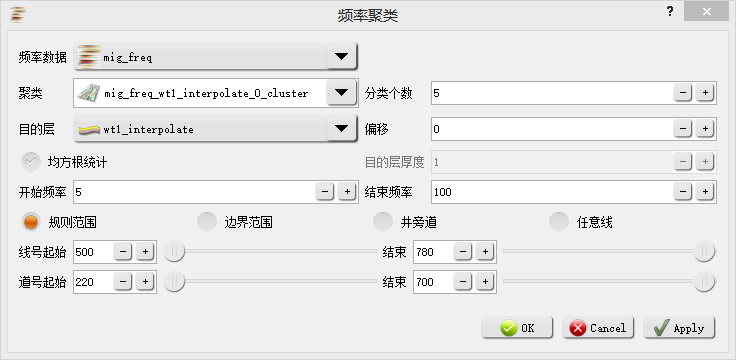 频率聚类 ?
频率数据 mig_freq
聚类 mig_freq_wt1_interpolate_0_cluster 分类个数 5
目的层 wt1_interpolate 偏移 0
均方根统计 目的层厚度 1
开始频率 5 结束频率 100
规则范围 边界范围 井旁道 任意线
线号起始 500 结束 780
道号起始 220 结束 700
OK Cancel Apply